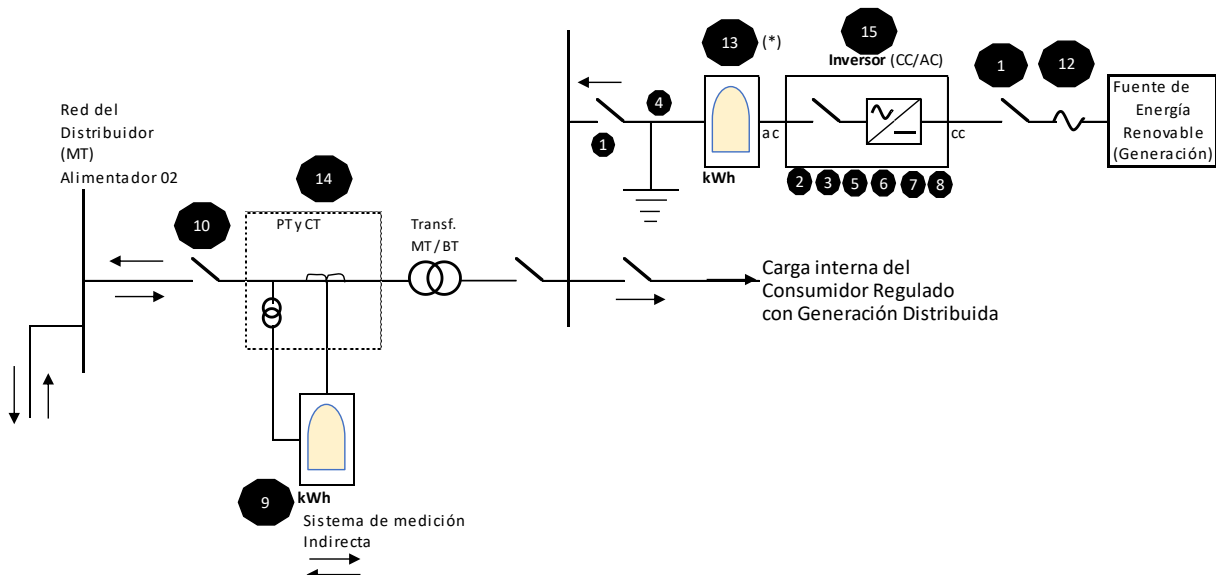 13 (*)
15
Inversor (CC/AC)
1
12
Fuente de
Energía
Renovable
(Generación)
4
1
ac
cc
kWh
2 3 5 6 7 8
Red del
Distribuidor
(MT)
Alimentador 02
14
10
PT y CT
Transf.
MT/BT
Carga interna del
Consumidor Regulado
con Generación Distribuida
9
kWh
Sistema de medición
Indirecta